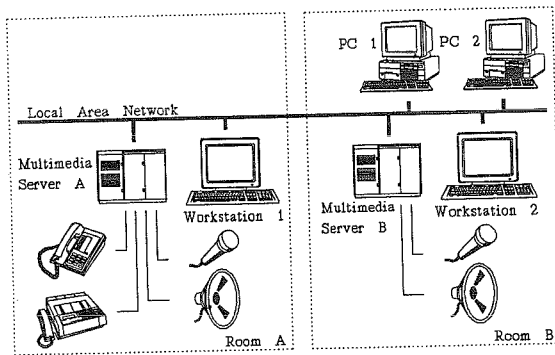 PC 1
PC 2
Local Area Network
Multimedia
Server A
Workstation 1
Multimedia
Server B
Workstation 2
Room A
Room B